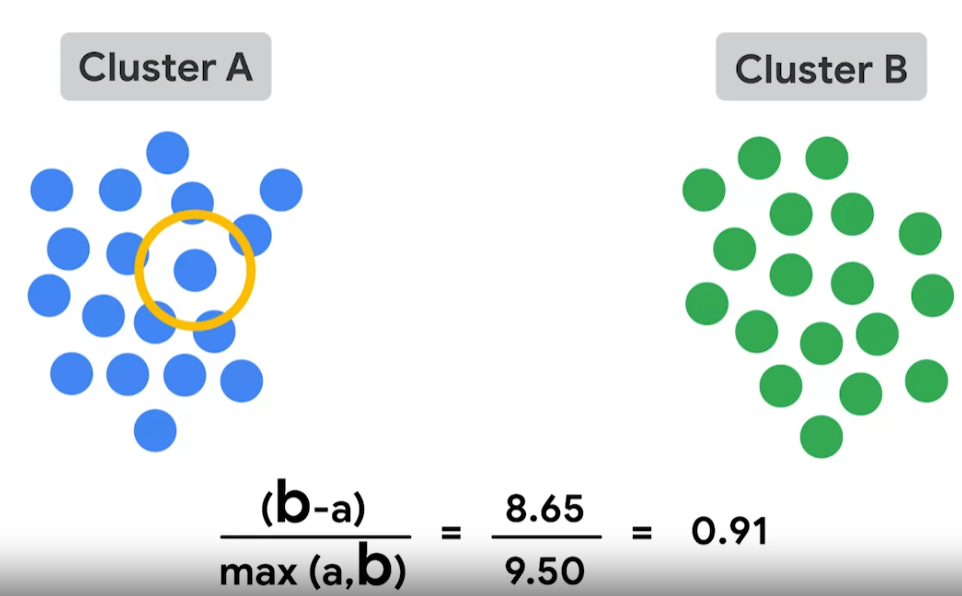 Cluster A
Cluster B
(b-a)
max (a,b)
=
8.65
9.50
=
0.91